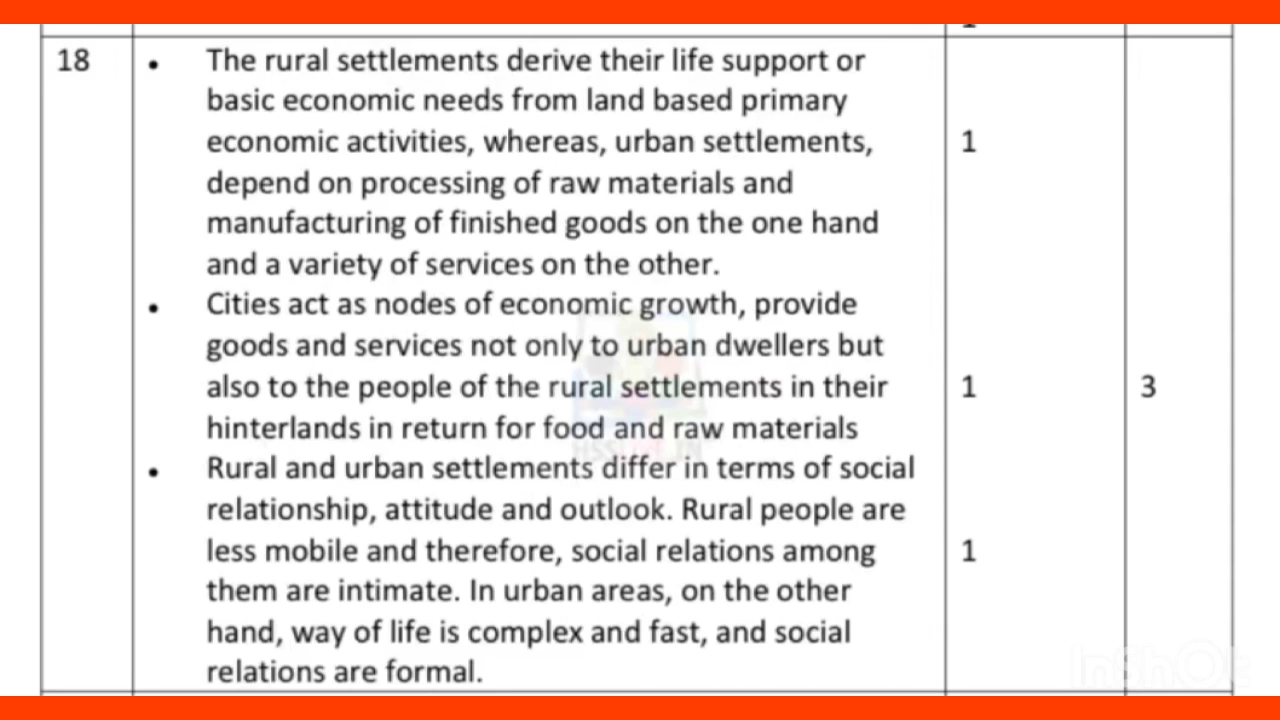 18
• The rural settlements derive their life support or
basic economic needs from land based primary
economic activities, whereas, urban settlements,
depend on processing of raw materials and
manufacturing of finished goods on the one hand
and a variety of services on the other.
1
• Cities act as nodes of economic growth, provide
goods and services not only to urban dwellers but
also to the people of the rural settlements in their
hinterlands in return for food and raw materials
1
3
• Rural and urban settlements differ in terms of social
relationship, attitude and outlook. Rural people are
less mobile and therefore, social relations among
them are intimate. In urban areas, on the other
hand, way of life is complex and fast, and social
relations are formal.
1
InShOt